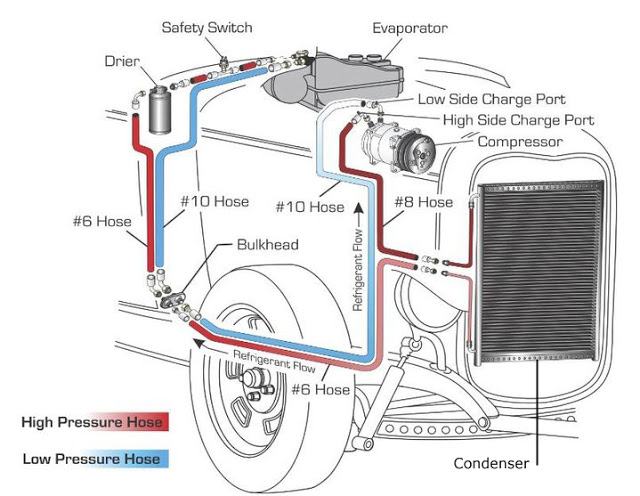 Safety Switch
Evaporator
Drier
Low Side Charge Port
High Side Charge Port
Compressor
#6 Hose
#10 Hose
#10 Hose
#8 Hose
Bulkhead
Refrigerant Flow
Refrigerant Flow
#6 Hose
High Pressure Hose
Low Pressure Hose
Condenser